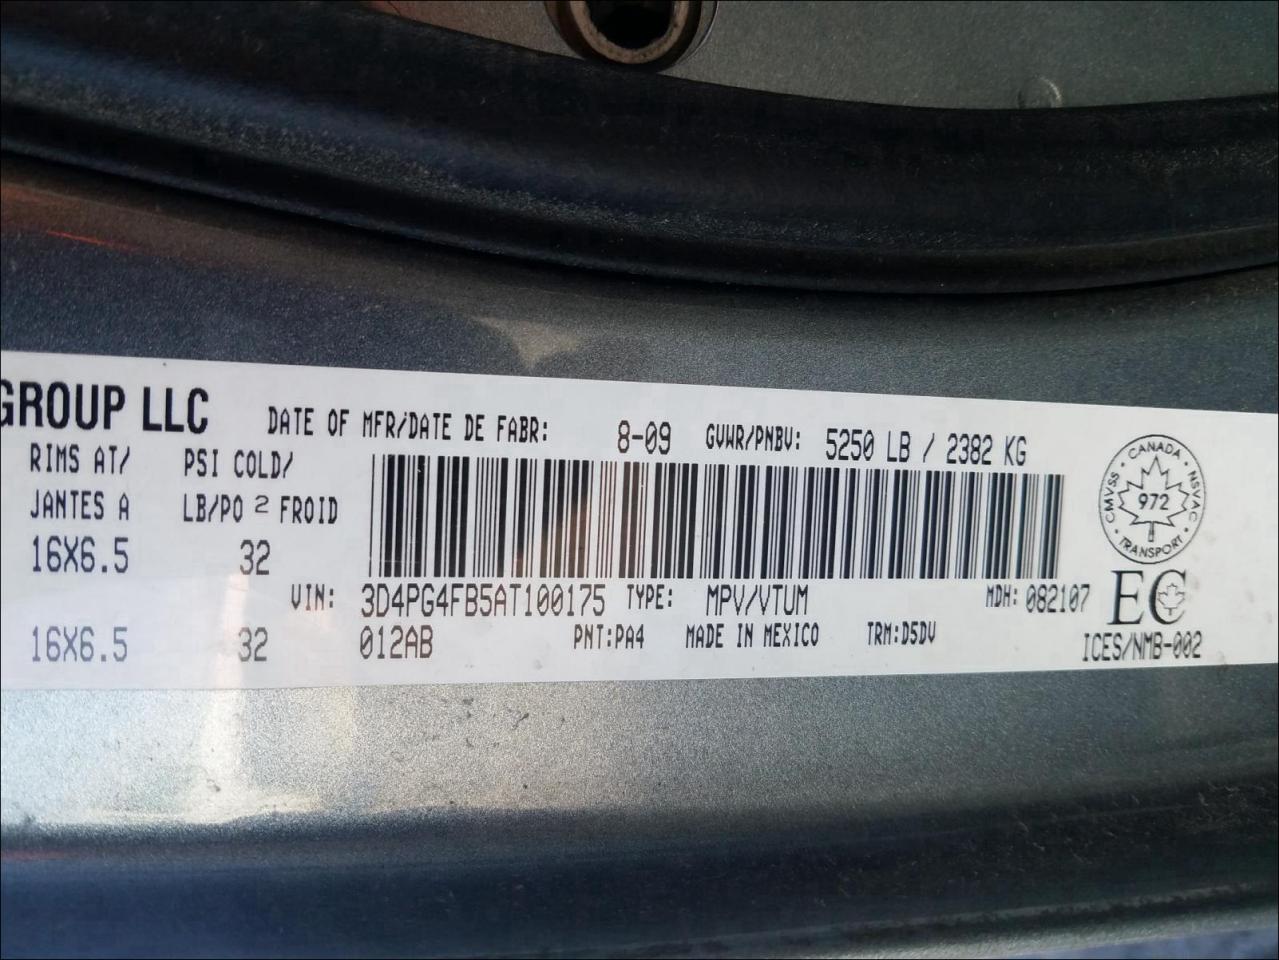 GROUP LLC
DATE OF MFR/DATE DE FABR: 8-09 GVWR/PNBV: 5250 LB / 2382 KG
RIMS AT/ PSI COLD/
JANTES A LB/PO 2 FROID
16X6.5 32
VIN: 3D4PG4FB5AT100175 TYPE: MPV/VTUM MDH: 082107
16X6.5 32 012AB PNT:PA4 MADE IN MEXICO TRM:D5DV
CANADA
CMVSS
NSVAC
972
TRANSPORT
EC
ICES/NMB-002